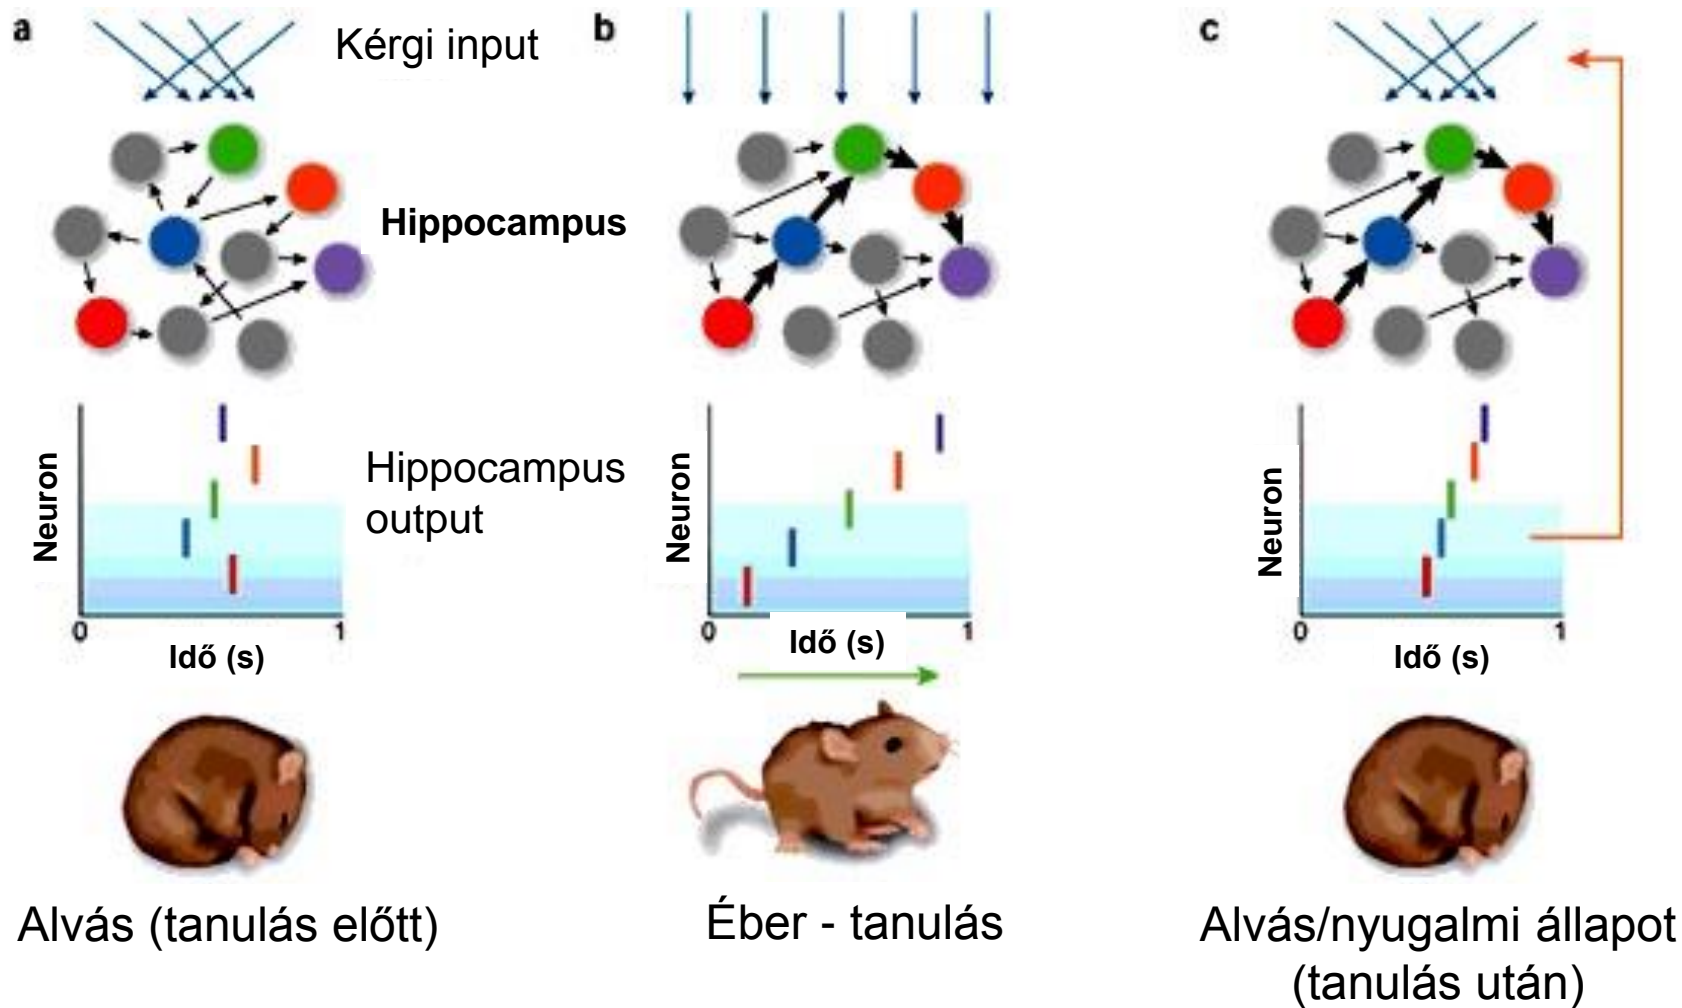 a
Kérgi input
b
c
Hippocampus
Neuron
Hippocampus
output
Neuron
Neuron
0
1
Idő (s)
0
1
Idő (s)
0
1
Idő (s)
Alvás (tanulás előtt)
Éber - tanulás
Alvás/nyugalmi állapot
(tanulás után)